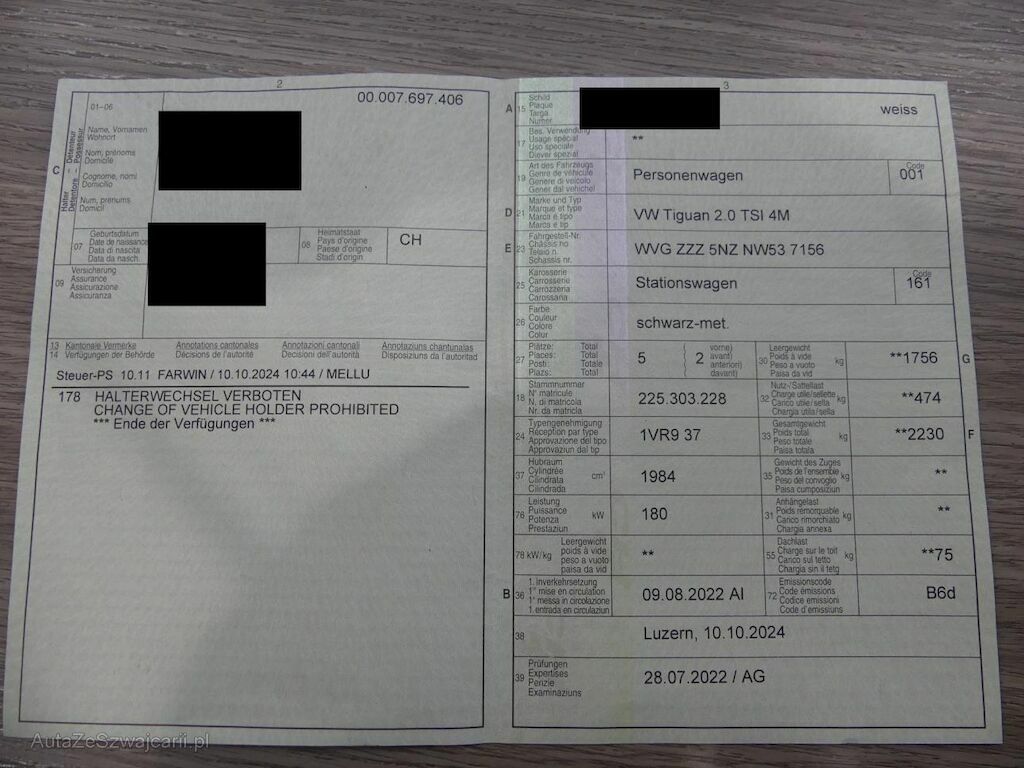 2
00.007.697.406
01-06
Name, Vornamen
Wohnort
Nom, prénoms
Domicile
Cognome, nomi
Domicilio
Num, prenums
Domicil
C
Halter - Détenteur
Detentore - Possessur
07
Geburtsdatum
Date de naissance
Data di nascita
Data da nasch.
08
Heimatstaat
Pays d'origine
Paese d'origine
Stadi d'origin
CH
09
Versicherung
Assurance
Assicurazione
Assicuranza
13 Kantonale Vermerke Annotations cantonales Annotazioni cantonali Annotaziuns chantunalas
14 Verfügungen der Behörde Décisions de l'autorité Decisioni dell'autorità Disposiziuns da l'autoritad
Steuer-PS 10.11 FARWIN / 10.10.2024 10:44 / MELLU
178 HALTERWECHSEL VERBOTEN
CHANGE OF VEHICLE HOLDER PROHIBITED
*** Ende der Verfügungen ***
3
A 15
Schild
Plaque
Targa
Numer
weiss
17
Bes. Verwendung
Usage spécial
Uso speciale
Diever spezial
**
19
Art des Fahrzeugs
Genre de véhicule
Genere di veicolo
Gener dal vehichel
Personenwagen
Code
001
D 21
Marke und Typ
Marque et type
Marca e tipo
Marca e tip
VW Tiguan 2.0 TSI 4M
E 23
Fahrgestell-Nr.
Châssis no
Telaio n.
Schassis nr.
WVG ZZZ 5NZ NW53 7156
25
Karosserie
Carrosserie
Carrozzeria
Carossaria
Stationswagen
Code
161
26
Farbe
Couleur
Colore
Colur
schwarz-met.
27
Plätze: Total
Places: Total
Posti: Totale
Plazs: Total
5
( vorne)
( avant)
2
anteriori)
davant)
30
Leergewicht
Poids à vide
Peso a vuoto
Paisa da vid
kg
**1756
G
18
Stammnummer
N° matricule
N. di matricola
Nr. da matricla
225.303.228
32
Nutz-/Sattellast
Charge utile/sellette
Carico utile/sella
Chargia utila/sella
kg
**474
24
Typengenehmigung
Réception par type
Approvazione del tipo
Approvaziun dal tip
1VR9 37
33
Gesamtgewicht
Poids total
Peso totale
Paisa totala
kg
**2230
F
37
Hubraum
Cylindrée
Cilindrata
Cilindrada
cm³
1984
35
Gewicht des Zuges
Poids de l'ensemble
Peso del convoglio
Paisa cumposiziun
kg
**
76
Leistung
Puissance
Potenza
Prestaziun
kW
180
31
Anhängelast
Poids remorquable
Carico rimorchiato
Chargia annexa
kg
**
78 kW/kg
Leergewicht
poids à vide
peso a vuoto
paisa da vid
**
55
Dachlast
Charge sur le toit
Carico sul tetto
Chargia sin il tetg
kg
**75
B 36
1. Inverkehrsetzung
1re mise en circulation
1a messa in circolazione
1. entrada en circulaziun
09.08.2022 AI
72
Emissionscode
Code émissions
Codice emissioni
Code d'emissiuns
B6d
38
Luzern, 10.10.2024
39
Prüfungen
Expertises
Perizie
Examinaziuns
28.07.2022 / AG
AutaZeSzwajcarii.pl